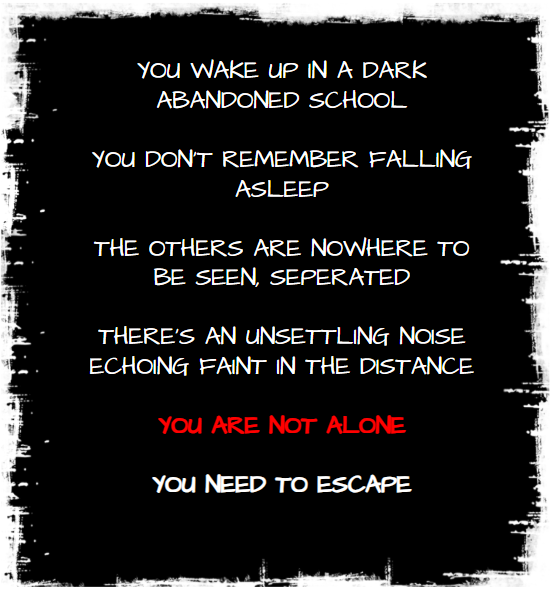 YOU WAKE UP IN A DARK
ABANDONED SCHOOL
YOU DON'T REMEMBER FALLING
ASLEEP
THE OTHERS ARE NOWHERE TO
BE SEEN, SEPERATED
THERE'S AN UNSETTLING NOISE
ECHOING FAINT IN THE DISTANCE
YOU ARE NOT ALONE
YOU NEED TO ESCAPE